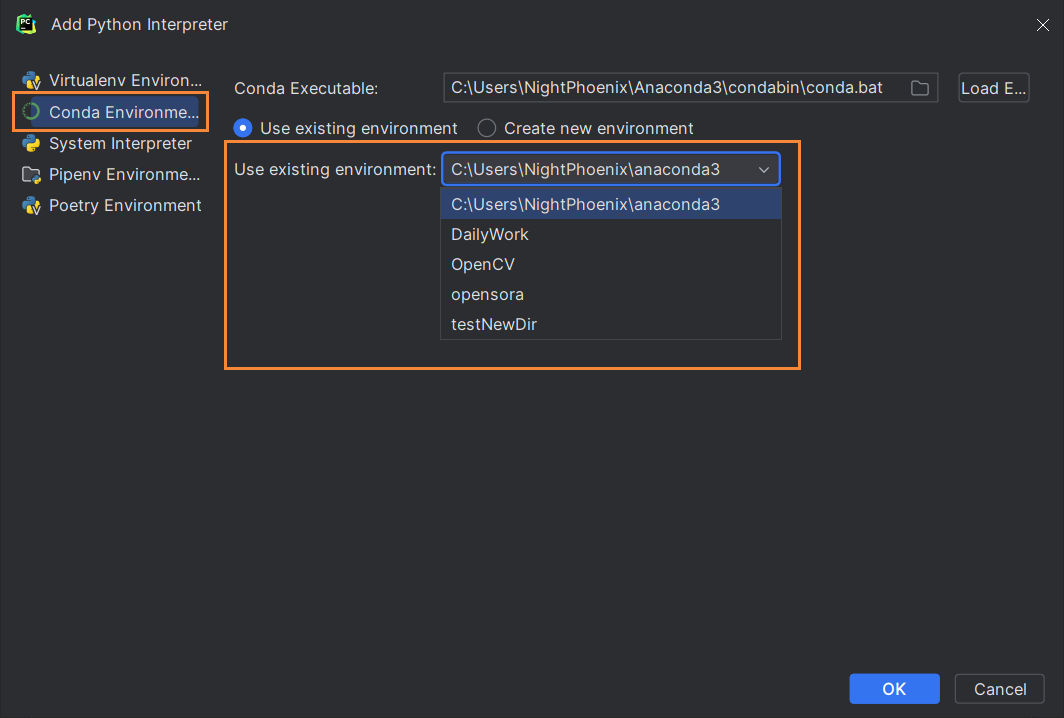 PC
Add Python Interpreter
Virtualenv Environ...
Conda Environme...
System Interpreter
Pipenv Environme...
Poetry Environment
Conda Executable: C:\Users\NightPhoenix\Anaconda3\condabin\conda.bat Load E...
Use existing environment Create new environment
Use existing environment: C:\Users\NightPhoenix\anaconda3
C:\Users\NightPhoenix\anaconda3
DailyWork
OpenCV
opensora
testNewDir
OK Cancel